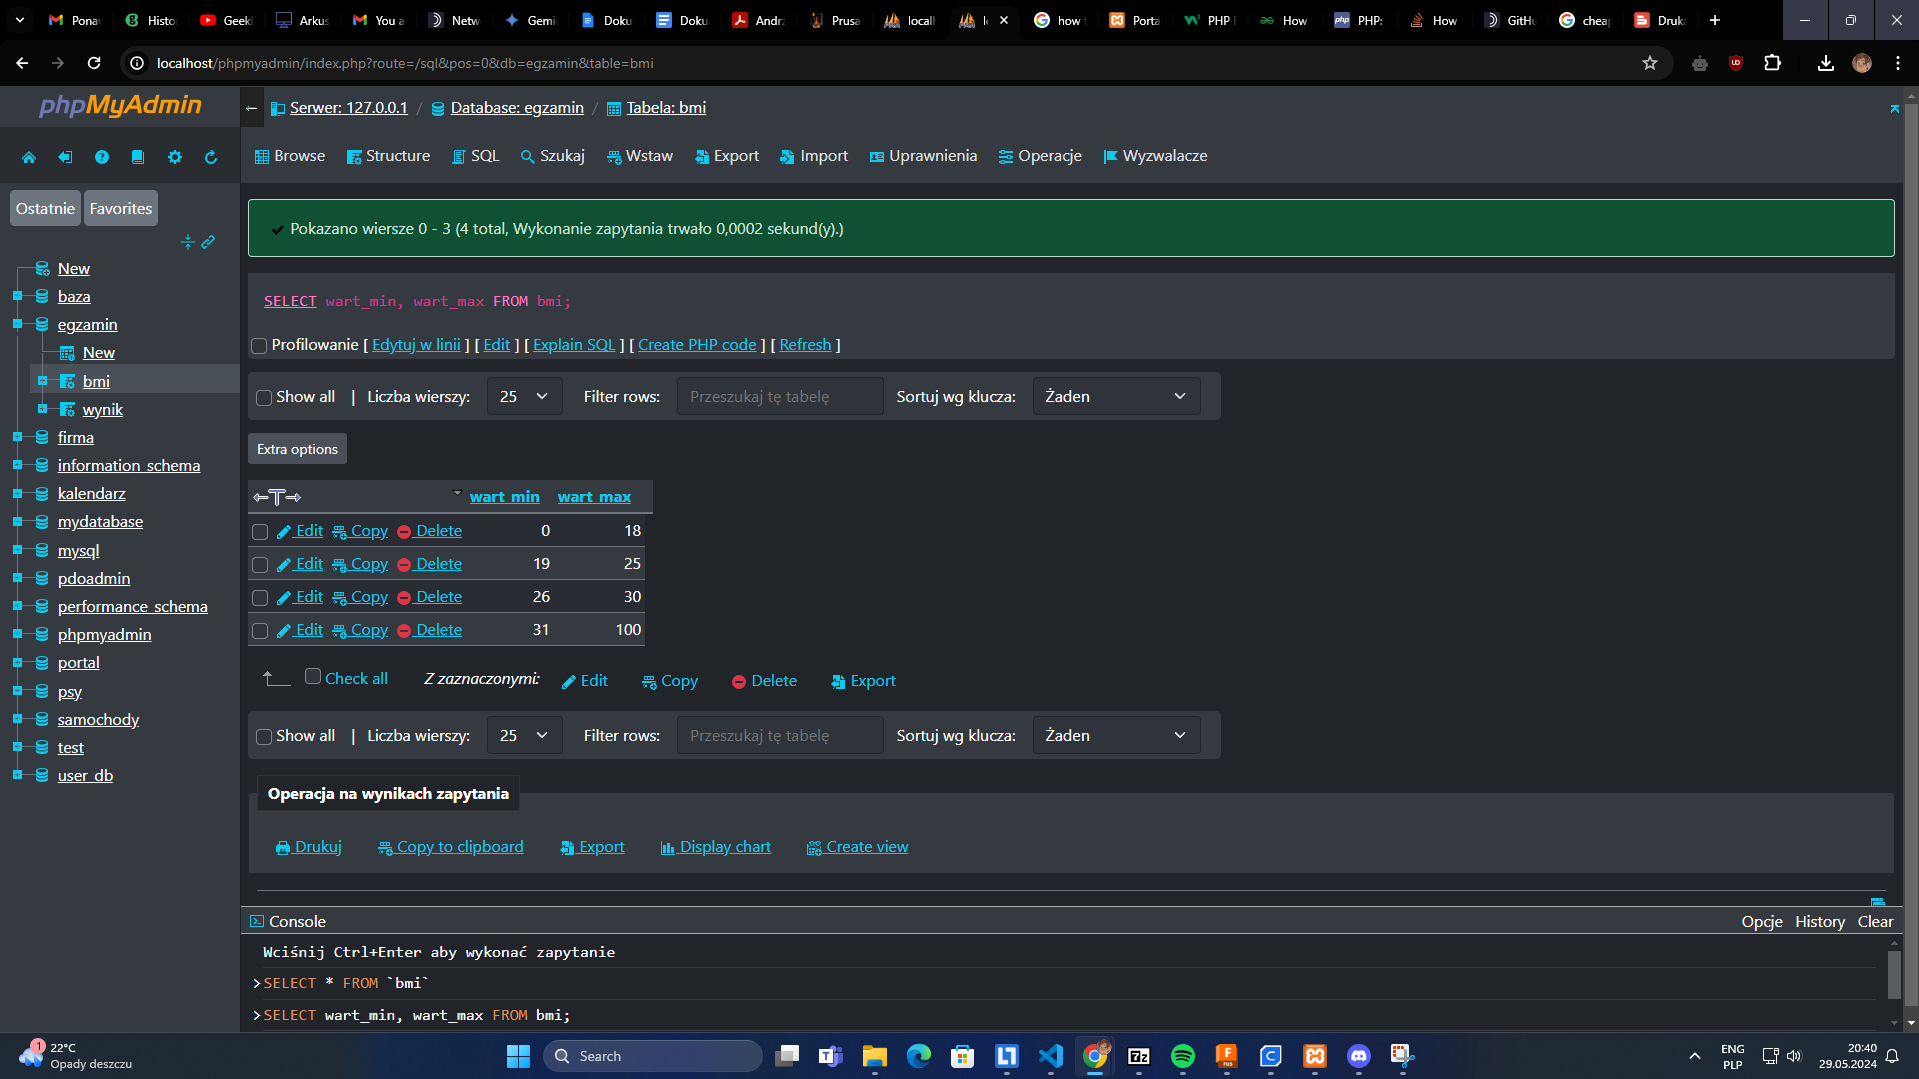 Pona
Histo
Geek
Arkus
You a
Netw
Gemi
Doku
Doku
Andr
Prusa
locall
lo
how
Porta
PHP
How
PHP:
How
GitHu
cheap
Druk
localhost/phpmyadmin/index.php?route=/sql&pos=0&db=egzamin&table=bmi
phpMyAdmin
Serwer: 127.0.0.1 / Database: egzamin / Tabela: bmi
Browse Structure SQL Szukaj Wstaw Export Import Uprawnienia Operacje Wyzwalacze
Ostatnie Favorites
New
baza
egzamin
New
bmi
wynik
firma
information_schema
kalendarz
mydatabase
mysql
pdoadmin
performance_schema
phpmyadmin
portal
psy
samochody
test
user_db
Pokazano wiersze 0 - 3 (4 total, Wykonanie zapytania trwało 0,0002 sekund(y).)
SELECT wart_min, wart_max FROM bmi;
Profilowanie [ Edytuj w linii ] [ Edit ] [ Explain SQL ] [ Create PHP code ] [ Refresh ]
Show all | Liczba wierszy: 25 Filter rows: Przeszukaj tę tabelę Sortuj wg klucza: Żaden
Extra options
wart_min wart_max
Edit Copy Delete 0 18
Edit Copy Delete 19 25
Edit Copy Delete 26 30
Edit Copy Delete 31 100
Check all Z zaznaczonymi: Edit Copy Delete Export
Show all | Liczba wierszy: 25 Filter rows: Przeszukaj tę tabelę Sortuj wg klucza: Żaden
Operacja na wynikach zapytania
Drukuj Copy to clipboard Export Display chart Create view
Console Opcje History Clear
Wciśnij Ctrl+Enter aby wykonać zapytanie
>SELECT * FROM `bmi`
>SELECT wart_min, wart_max FROM bmi;
1
22°C
Opady deszczu
Search
ENG
PLP
20:40
29.05.2024